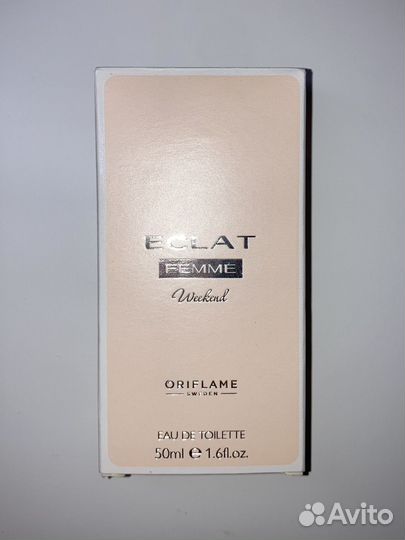 ECLAT
FEMME
Weekend
ORIFLAME
SWEDEN
EAU DE TOILETTE
50ml ℮ 1.6fl.oz.
Avito